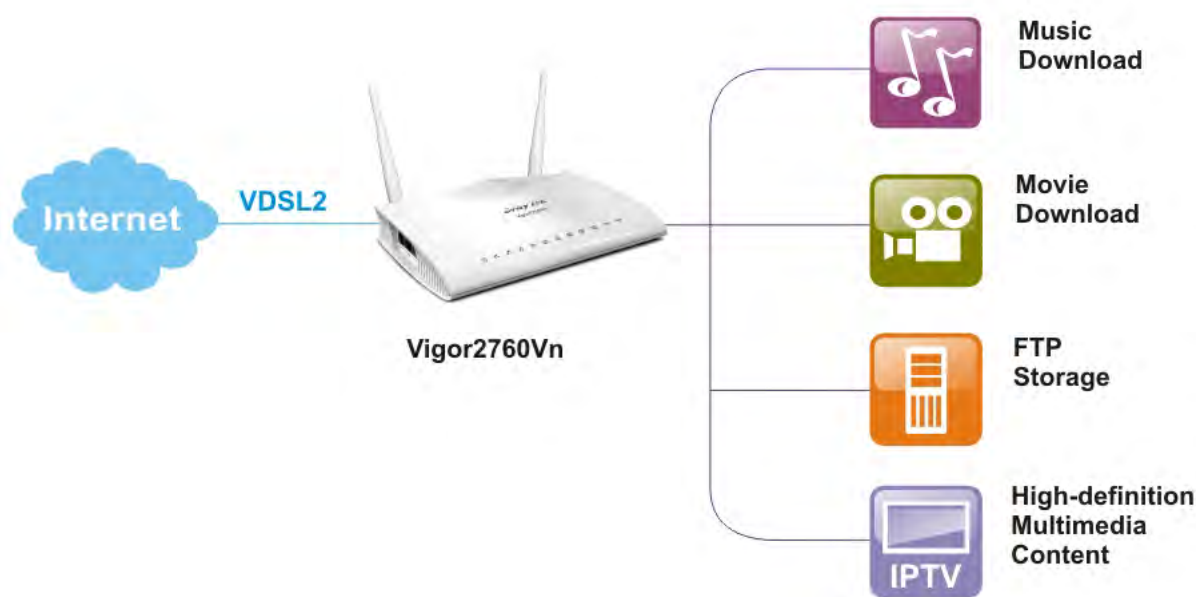 Music
Download
Internet
VDSL2
Movie
Download
Vigor2760Vn
FTP
Storage
High-definition
Multimedia
Content
IPTV